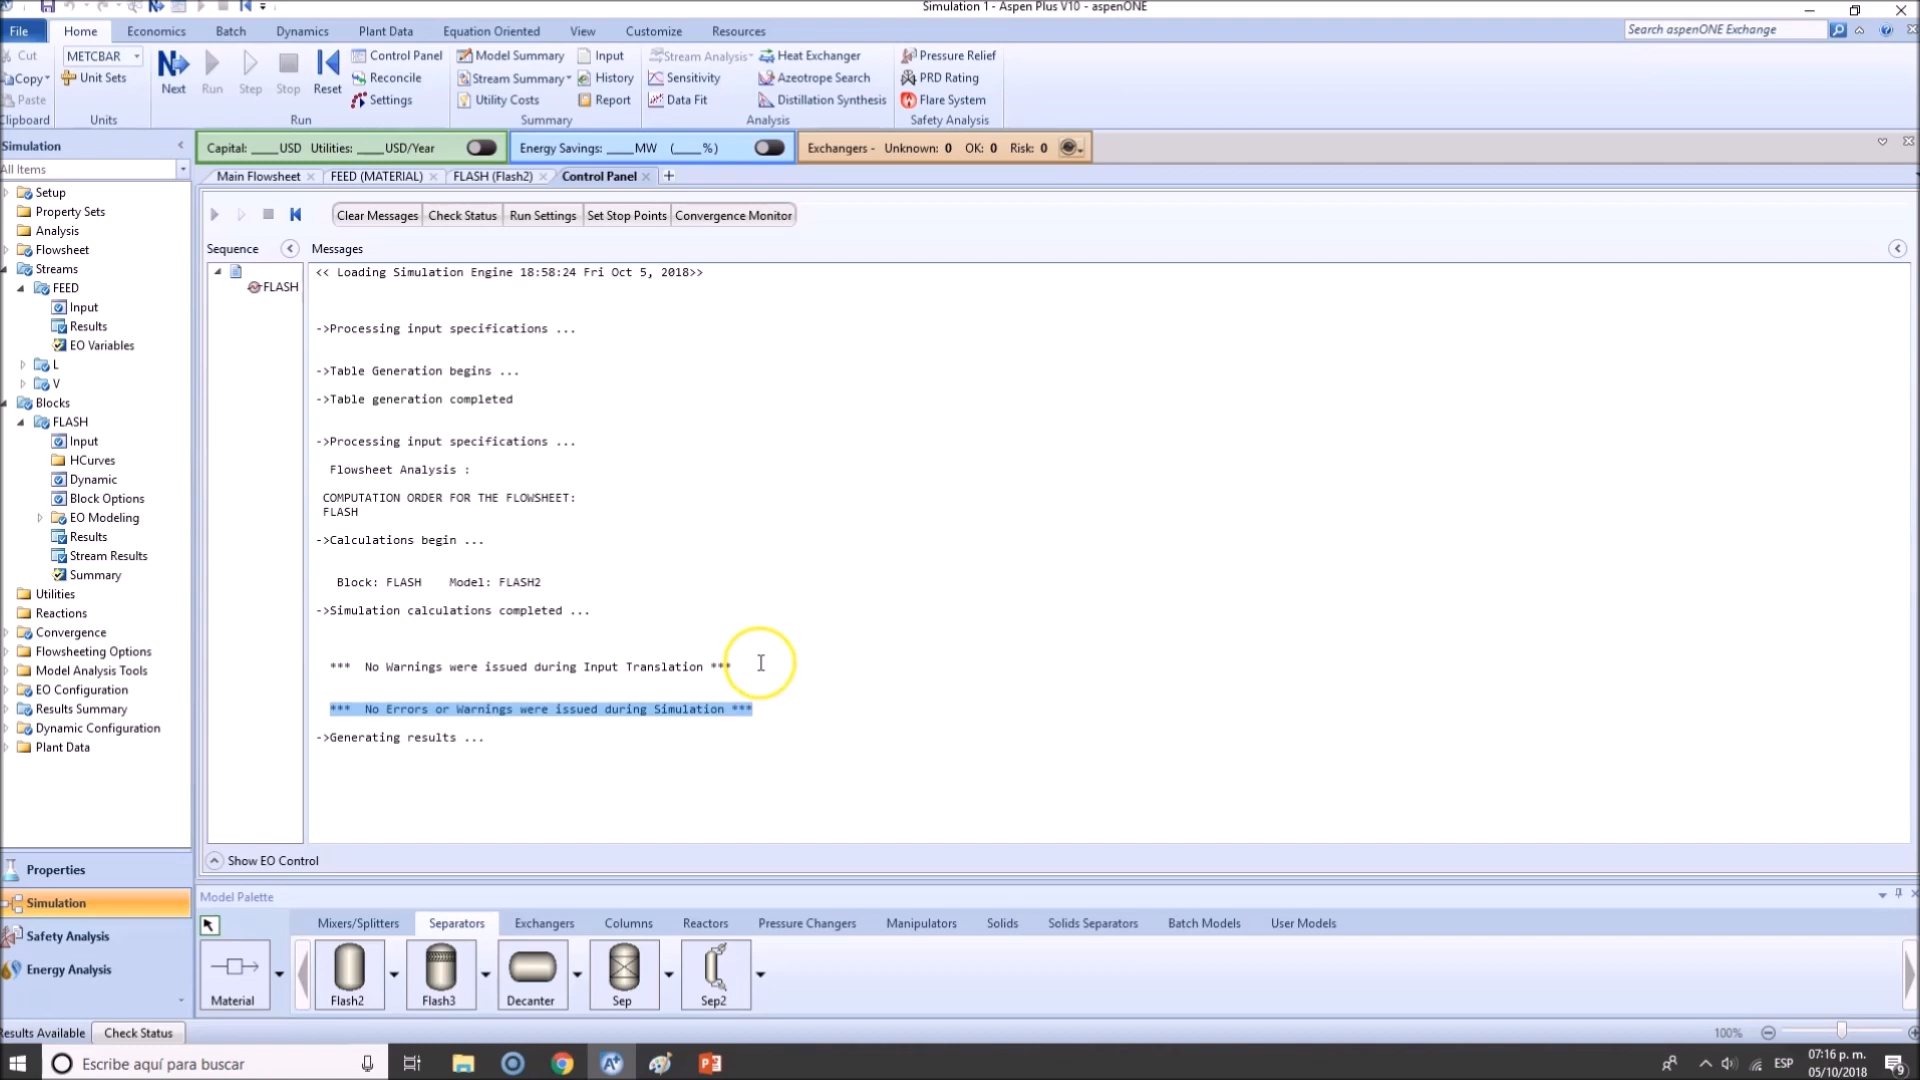 Simulation 1 - Aspen Plus V10 - aspenONE
File Home Economics Batch Dynamics Plant Data Equation Oriented View Customize Resources Search aspenONE Exchange
Cut METCBAR Control Panel Model Summary Input Stream Analysis Heat Exchanger Pressure Relief
Copy Unit Sets Next Run Step Stop Reset Reconcile Stream Summary History Sensitivity Azeotrope Search PRD Rating
Paste Settings Utility Costs Report Data Fit Distillation Synthesis Flare System
Clipboard Units Run Summary Analysis Safety Analysis
Simulation
Capital: ____USD Utilities: ____USD/Year Energy Savings: ____MW (____%) Exchangers - Unknown: 0 OK: 0 Risk: 0
All Items
Main Flowsheet FEED (MATERIAL) FLASH (Flash2) Control Panel +
Setup
Property Sets
Analysis
Flowsheet
Streams
FEED
Input
Results
EO Variables
L
V
Blocks
FLASH
Input
HCurves
Dynamic
Block Options
EO Modeling
Results
Stream Results
Summary
Utilities
Reactions
Convergence
Flowsheeting Options
Model Analysis Tools
EO Configuration
Results Summary
Dynamic Configuration
Plant Data
Clear Messages Check Status Run Settings Set Stop Points Convergence Monitor
Sequence Messages
FLASH
<< Loading Simulation Engine 18:58:24 Fri Oct 5, 2018>>
->Processing input specifications ...
->Table Generation begins ...
->Table generation completed
->Processing input specifications ...
Flowsheet Analysis :
COMPUTATION ORDER FOR THE FLOWSHEET:
FLASH
->Calculations begin ...
Block: FLASH Model: FLASH2
->Simulation calculations completed ...
*** No Warnings were issued during Input Translation ***
*** No Errors or Warnings were issued during Simulation ***
->Generating results ...
Show EO Control
Properties
Simulation
Safety Analysis
Energy Analysis
Model Palette
Mixers/Splitters Separators Exchangers Columns Reactors Pressure Changers Manipulators Solids Solids Separators Batch Models User Models
Material Flash2 Flash3 Decanter Sep Sep2
Results Available Check Status 100%
Escribe aquí para buscar ESP 07:16 p. m.
05/10/2018 9